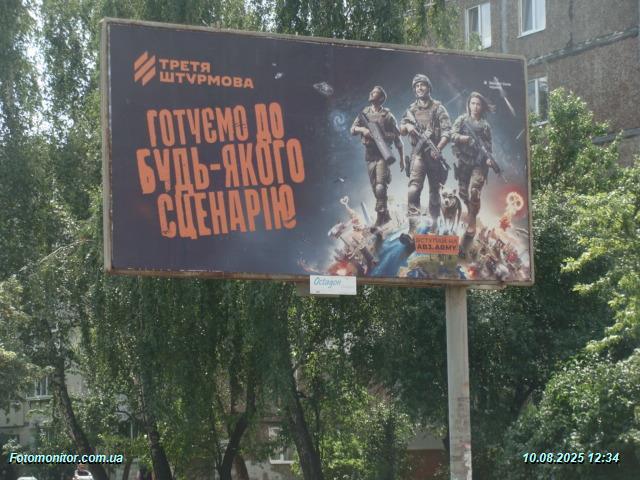 ТРЕТЯ
ШТУРМОВА
ГОТУЄМО ДО
БУДЬ-ЯКОГО
СЦЕНАРІЮ
ВСТУПАЙ НА
AB3.ARMY
Octagon
Fotomonitor.com.ua
10.08.2025 12:34